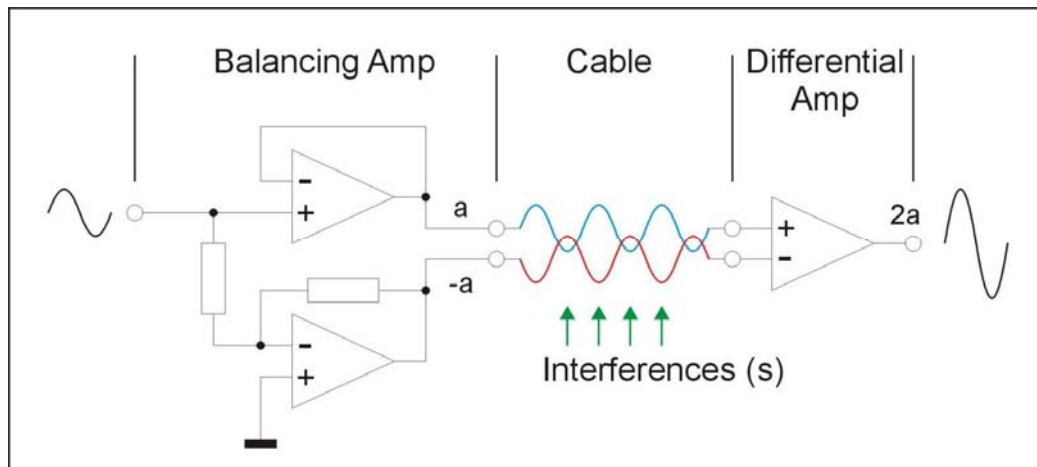 Balancing Amp
Cable
Differential
Amp
-
+
a
-a
-
+
+
-
2a
Interferences (s)